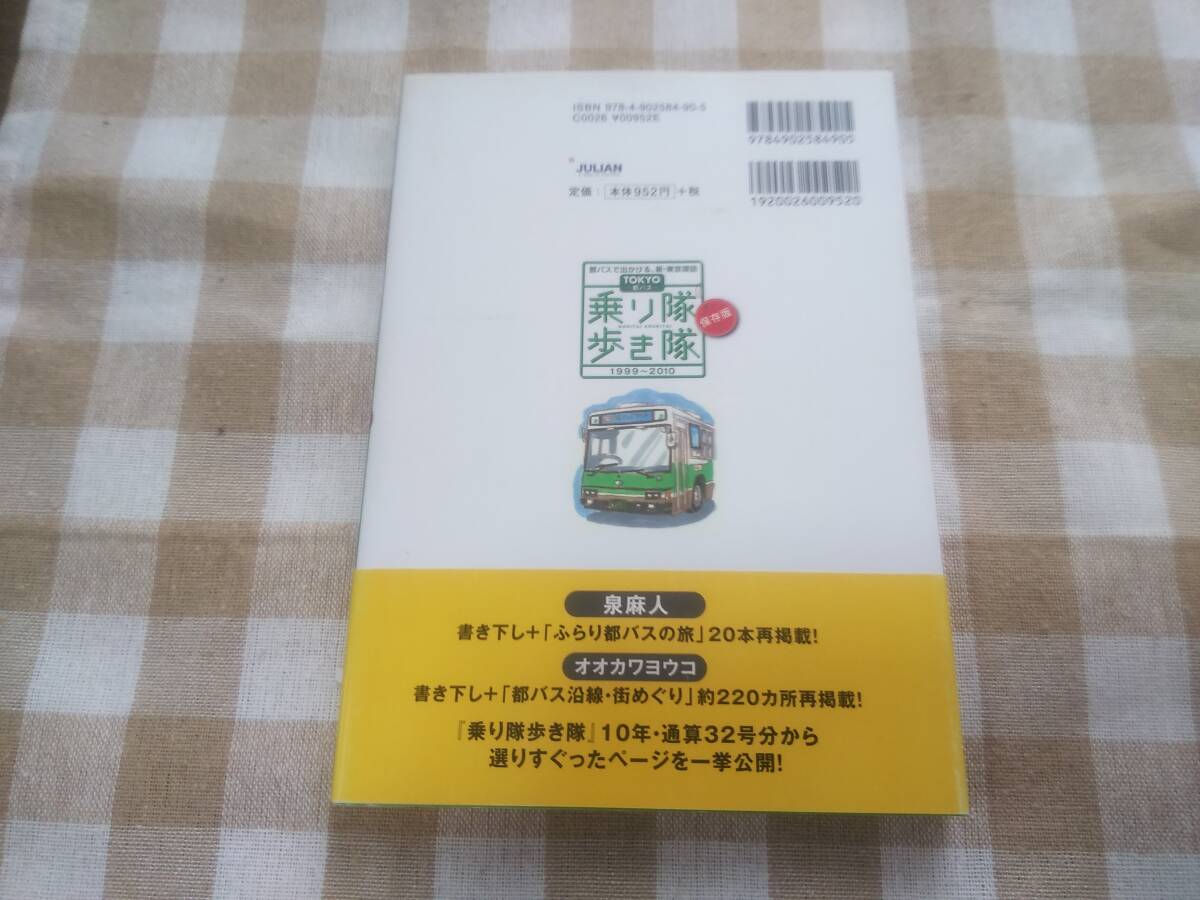 ISBN 978-4-902584-90-5
C0026 ¥00952E
9784902584905
JULIAN
定価： 本体952円 ＋税
1920026009520
都バスで出かける、新・東京探訪
TOKYO
都バス
乗り隊
NORITAI ARUKITAI
歩き隊
保存版
1999〜2010
泉麻人
書き下し＋「ふらり都バスの旅」20本再掲載！
オオカワヨウコ
書き下し＋「都バス沿線・街めぐり」約220カ所再掲載！
『乗り隊歩き隊』10年・通算32号分から
選りすぐったページを一挙公開！